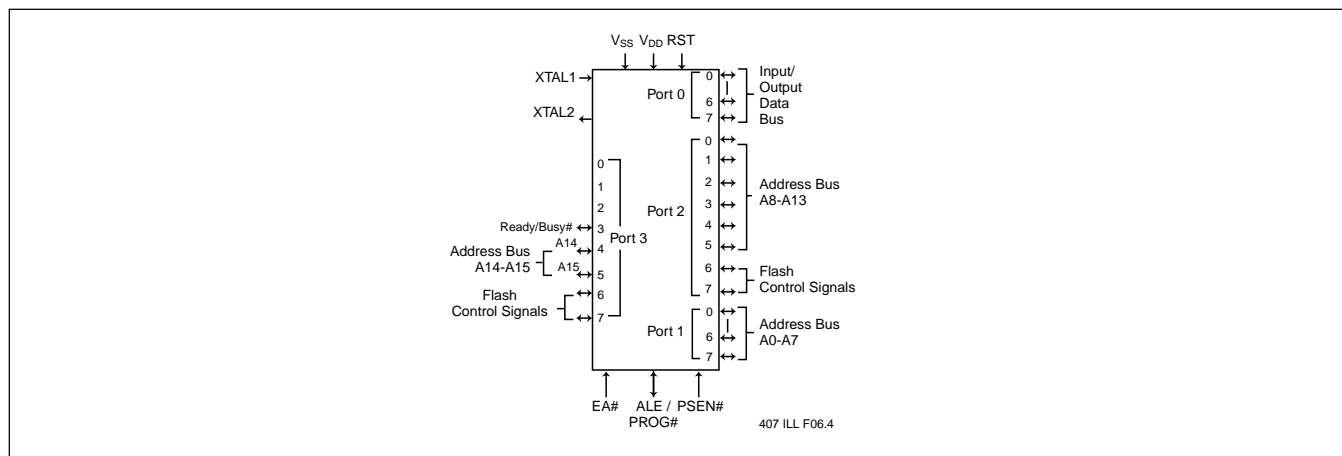 VSS VDD RST
XTAL1
XTAL2
Port 0
0
6
7
Input/
Output
Data
Bus
Port 2
0
1
2
3
4
5
6
7
Address Bus
A8-A13
Flash
Control Signals
Port 3
0
1
2
3
4
5
6
7
Ready/Busy#
Address Bus
A14-A15
A14
A15
Flash
Control Signals
Port 1
0
6
7
Address Bus
A0-A7
EA#
ALE /
PROG#
PSEN#
407 ILL F06.4